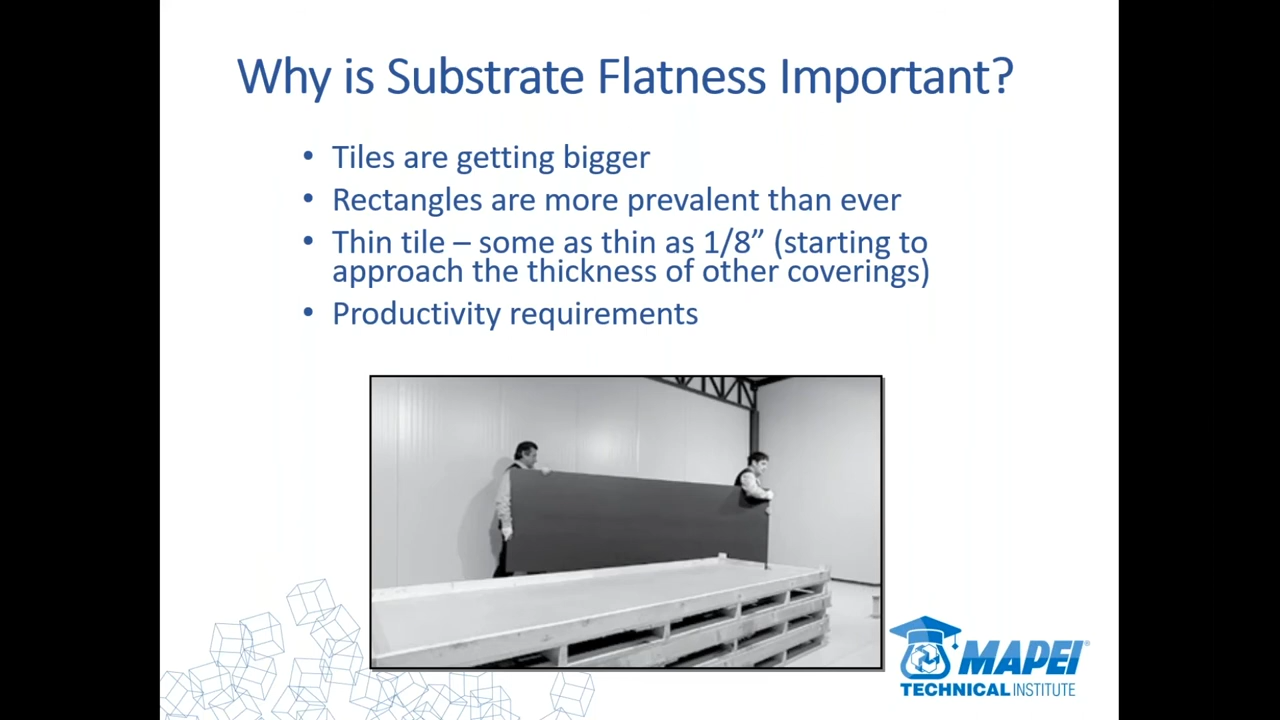 Why is Substrate Flatness Important?
• Tiles are getting bigger
• Rectangles are more prevalent than ever
• Thin tile – some as thin as 1/8” (starting to
approach the thickness of other coverings)
• Productivity requirements
MAPEI®
TECHNICAL INSTITUTE